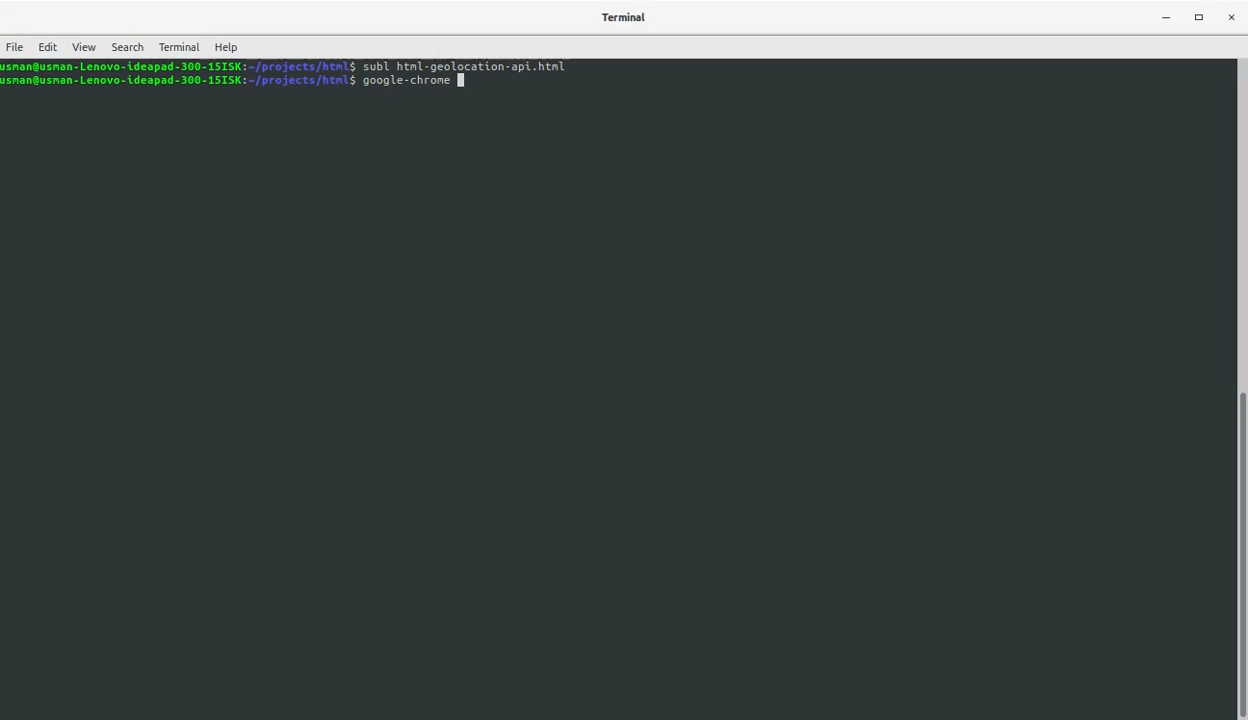 Terminal
File Edit View Search Terminal Help
usman@usman-Lenovo-ideapad-300-15ISK:~/projects/html$ subl html-geolocation-api.html
usman@usman-Lenovo-ideapad-300-15ISK:~/projects/html$ google-chrome